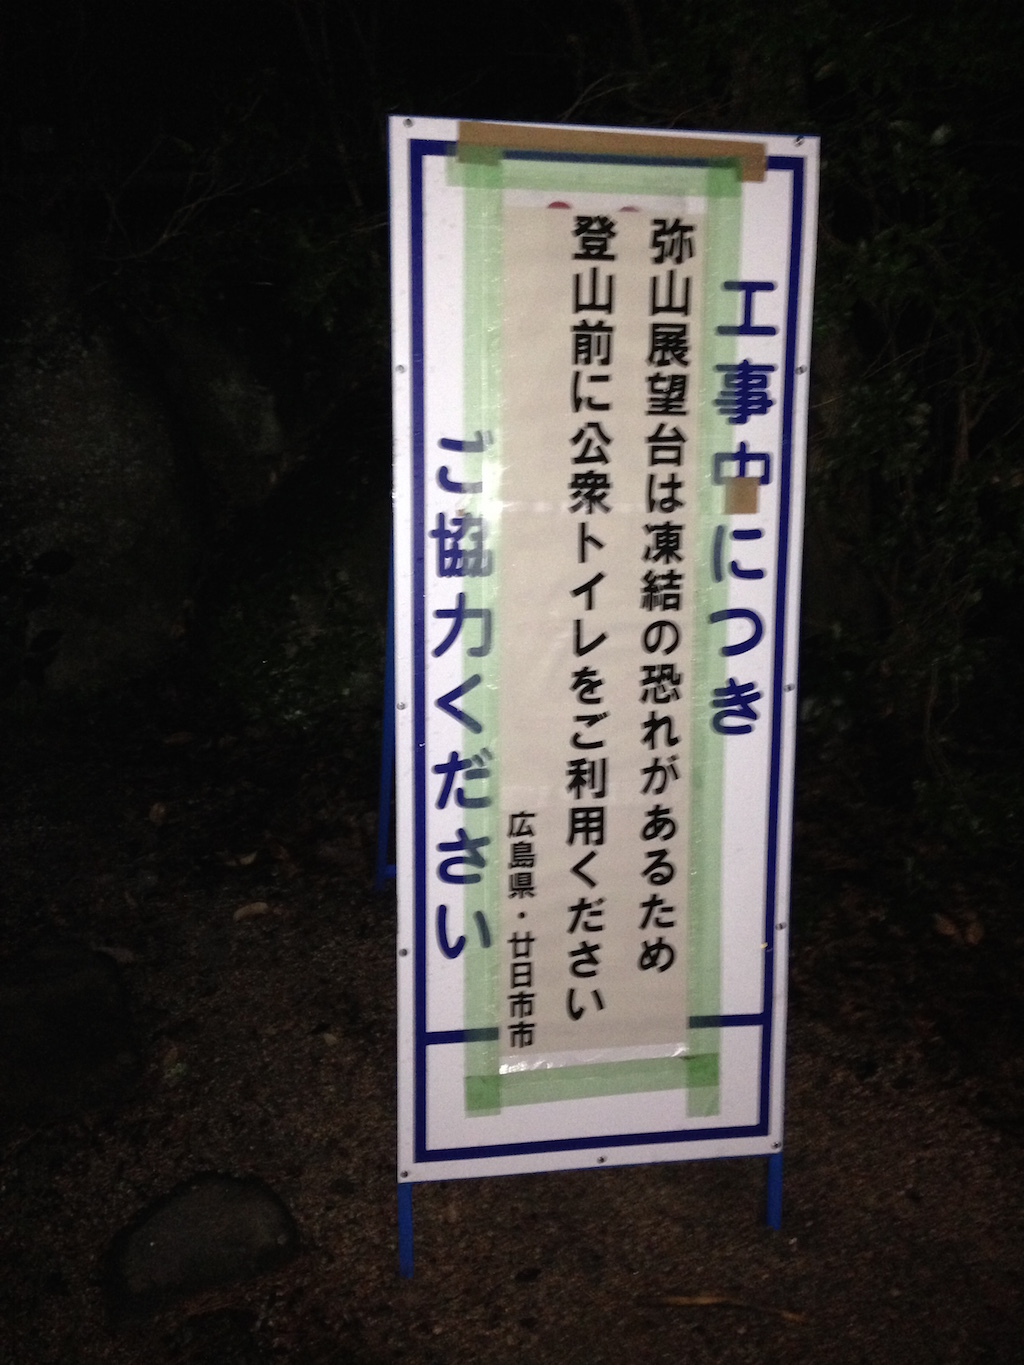 工事中につき
弥山展望台は凍結の恐れがあるため
登山前に公衆トイレをご利用ください
広島県・廿日市市
ご協力ください